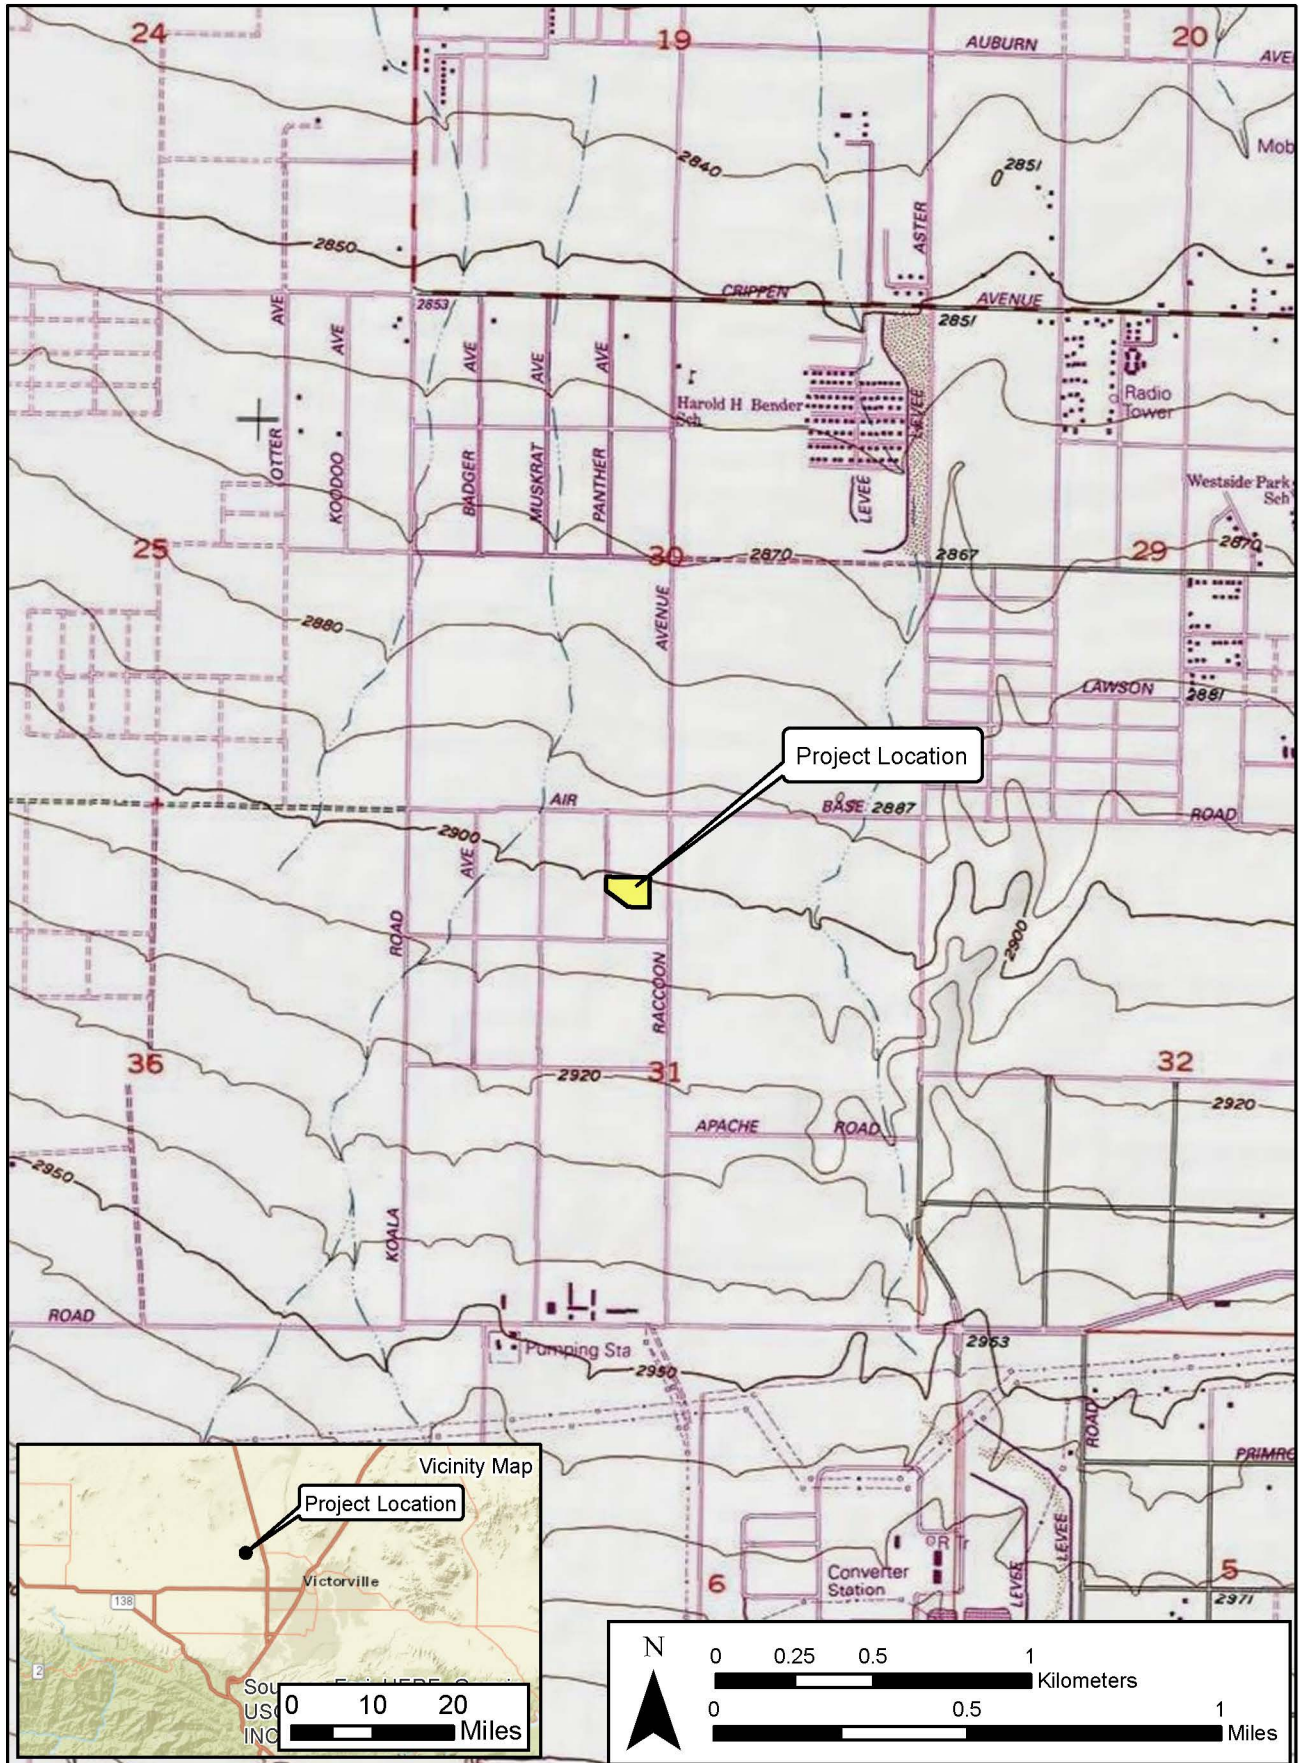 24
19
20
AUBURN
AVE
2840
2851
Mob
ASTER
2850
CRIPPEN
AVENUE
2853
2851
AVE
AVE
AVE
AVE
AVE
Harold H Bender
Sch
LEVEE
Radio
Tower
OTTER
KOODOO
BADGER
MUSKRAT
PANTHER
LEVEE
Westside Park
Sch
25
30
2870
2867
29
2870
2880
AVENUE
LAWSON
2881
Project Location
AIR
BASE
2887
ROAD
2900
AVE
ROAD
2900
RACCOON
36
2920
31
32
2920
APACHE
ROAD
2950
KOALA
ROAD
Pumping Sta
2950
2963
ROAD
PRIMRO
Converter
Station
R Tr
LEVEE
LEVEE
6
5
2971
Vicinity Map
Project Location
Victorville
138
2
Sou
USG
INC
0 10 20
Miles
N
0 0.25 0.5 1
Kilometers
0 0.5 1
Miles